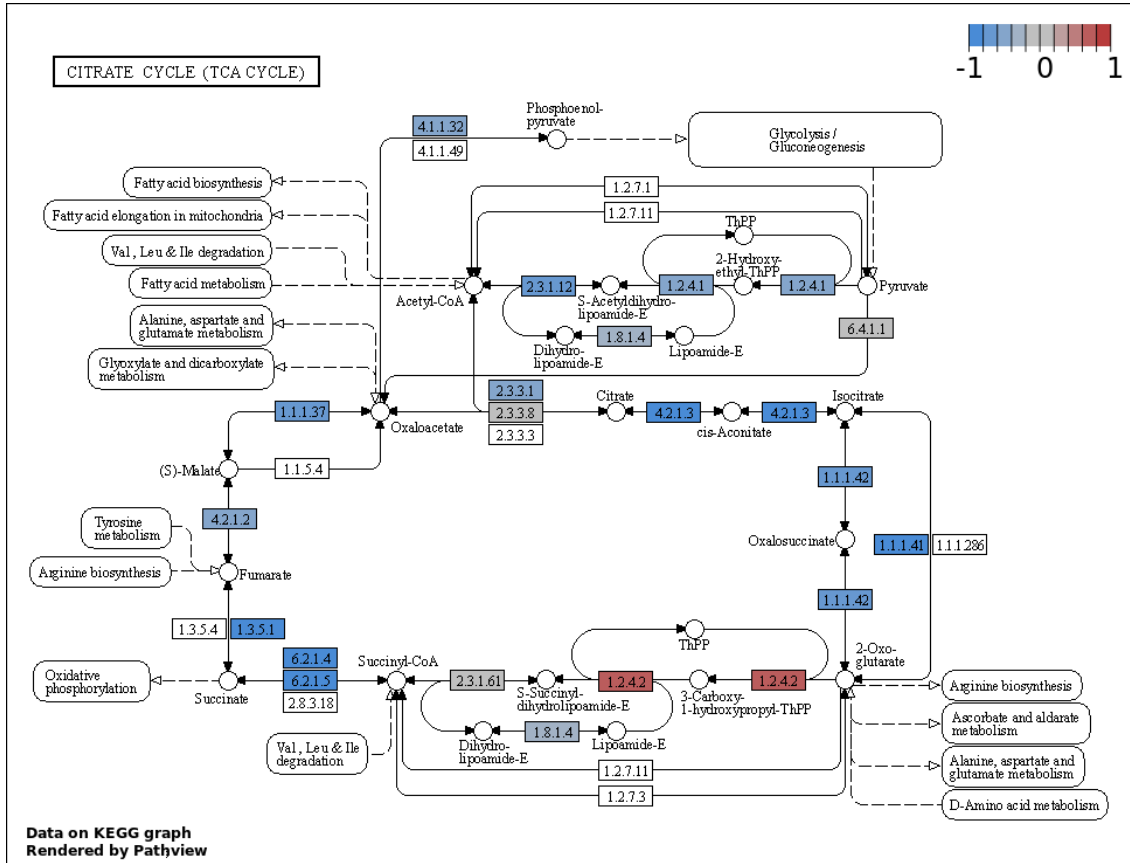 -1 0 1
CITRATE CYCLE (TCA CYCLE)
Phosphoenol-
pyruvate
4.1.1.32
4.1.1.49
Glycolysis /
Gluconeogenesis
Fatty acid biosynthesis
Fatty acid elongation in mitochondria
Val, Leu & Ile degradation
Fatty acid metabolism
Alanine, aspartate and
glutamate metabolism
Glyoxylate and dicarboxylate
metabolism
1.2.7.1
1.2.7.11
ThPP
2-Hydroxy-
ethyl-ThPP
Acetyl-CoA
2.3.1.12
S-Acetyldihydro-
lipoamide-E
1.2.4.1
1.2.4.1
Pyruvate
Dihydro-
lipoamide-E
1.8.1.4
Lipoamide-E
6.4.1.1
1.1.1.37
Oxaloacetate
2.3.3.1
2.3.3.8
2.3.3.3
Citrate
4.2.1.3
cis-Aconitate
4.2.1.3
Isocitrate
(S)-Malate
1.1.5.4
1.1.1.42
4.2.1.2
Tyrosine
metabolism
Oxalosuccinate
1.1.1.41
1.1.1.286
Arginine biosynthesis
Fumarate
1.1.1.42
1.3.5.4
1.3.5.1
ThPP
2-Oxo-
glutarate
Oxidative
phosphorylation
Succinate
6.2.1.4
6.2.1.5
2.8.3.18
Succinyl-CoA
2.3.1.61
S-Succinyl-
dihydrolipoamide-E
1.2.4.2
3-Carboxy-
1-hydroxypropyl-ThPP
1.2.4.2
Arginine biosynthesis
Ascorbate and aldarate
metabolism
Val, Leu & Ile
degradation
Dihydro-
lipoamide-E
1.8.1.4
Lipoamide-E
Alanine, aspartate and
glutamate metabolism
1.2.7.11
1.2.7.3
D-Amino acid metabolism
Data on KEGG graph
Rendered by Pathview